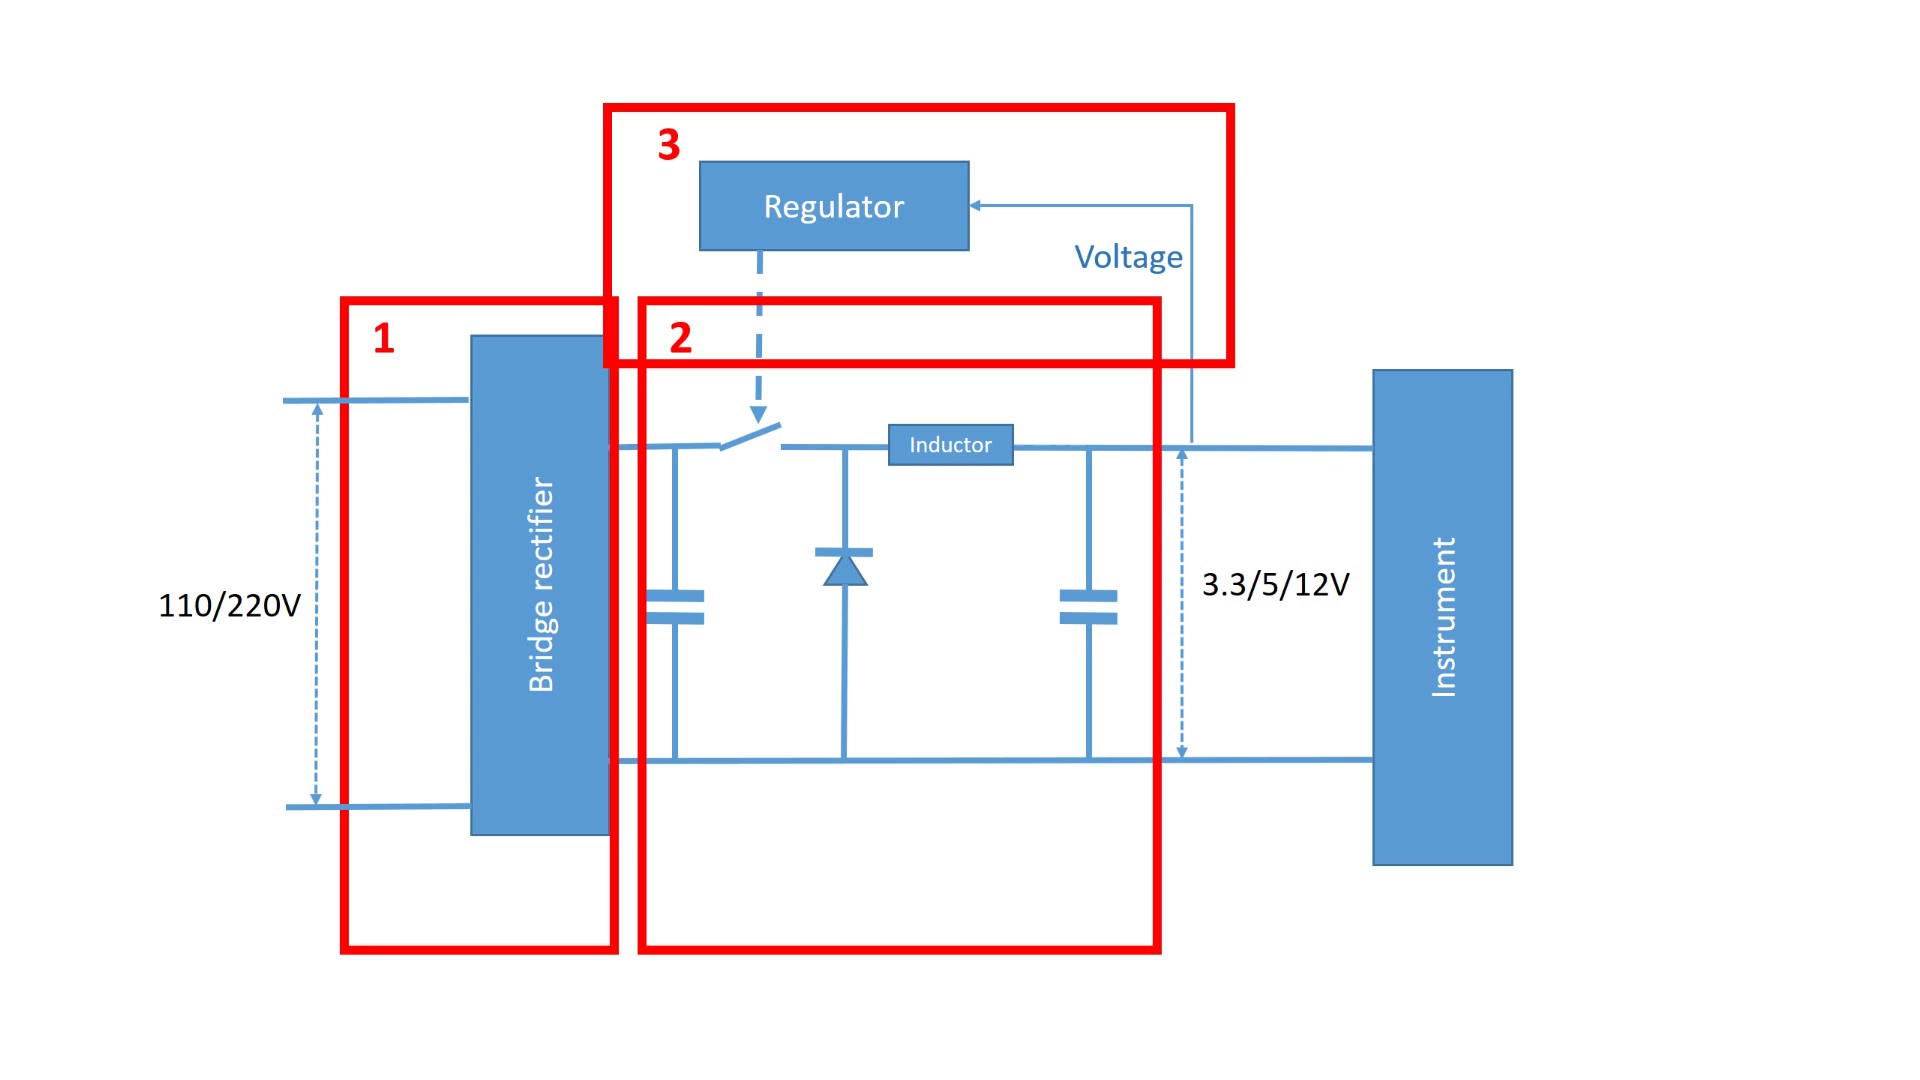 3
Regulator
Voltage
1
2
Inductor
Bridge rectifier
110/220V
3.3/5/12V
Instrument